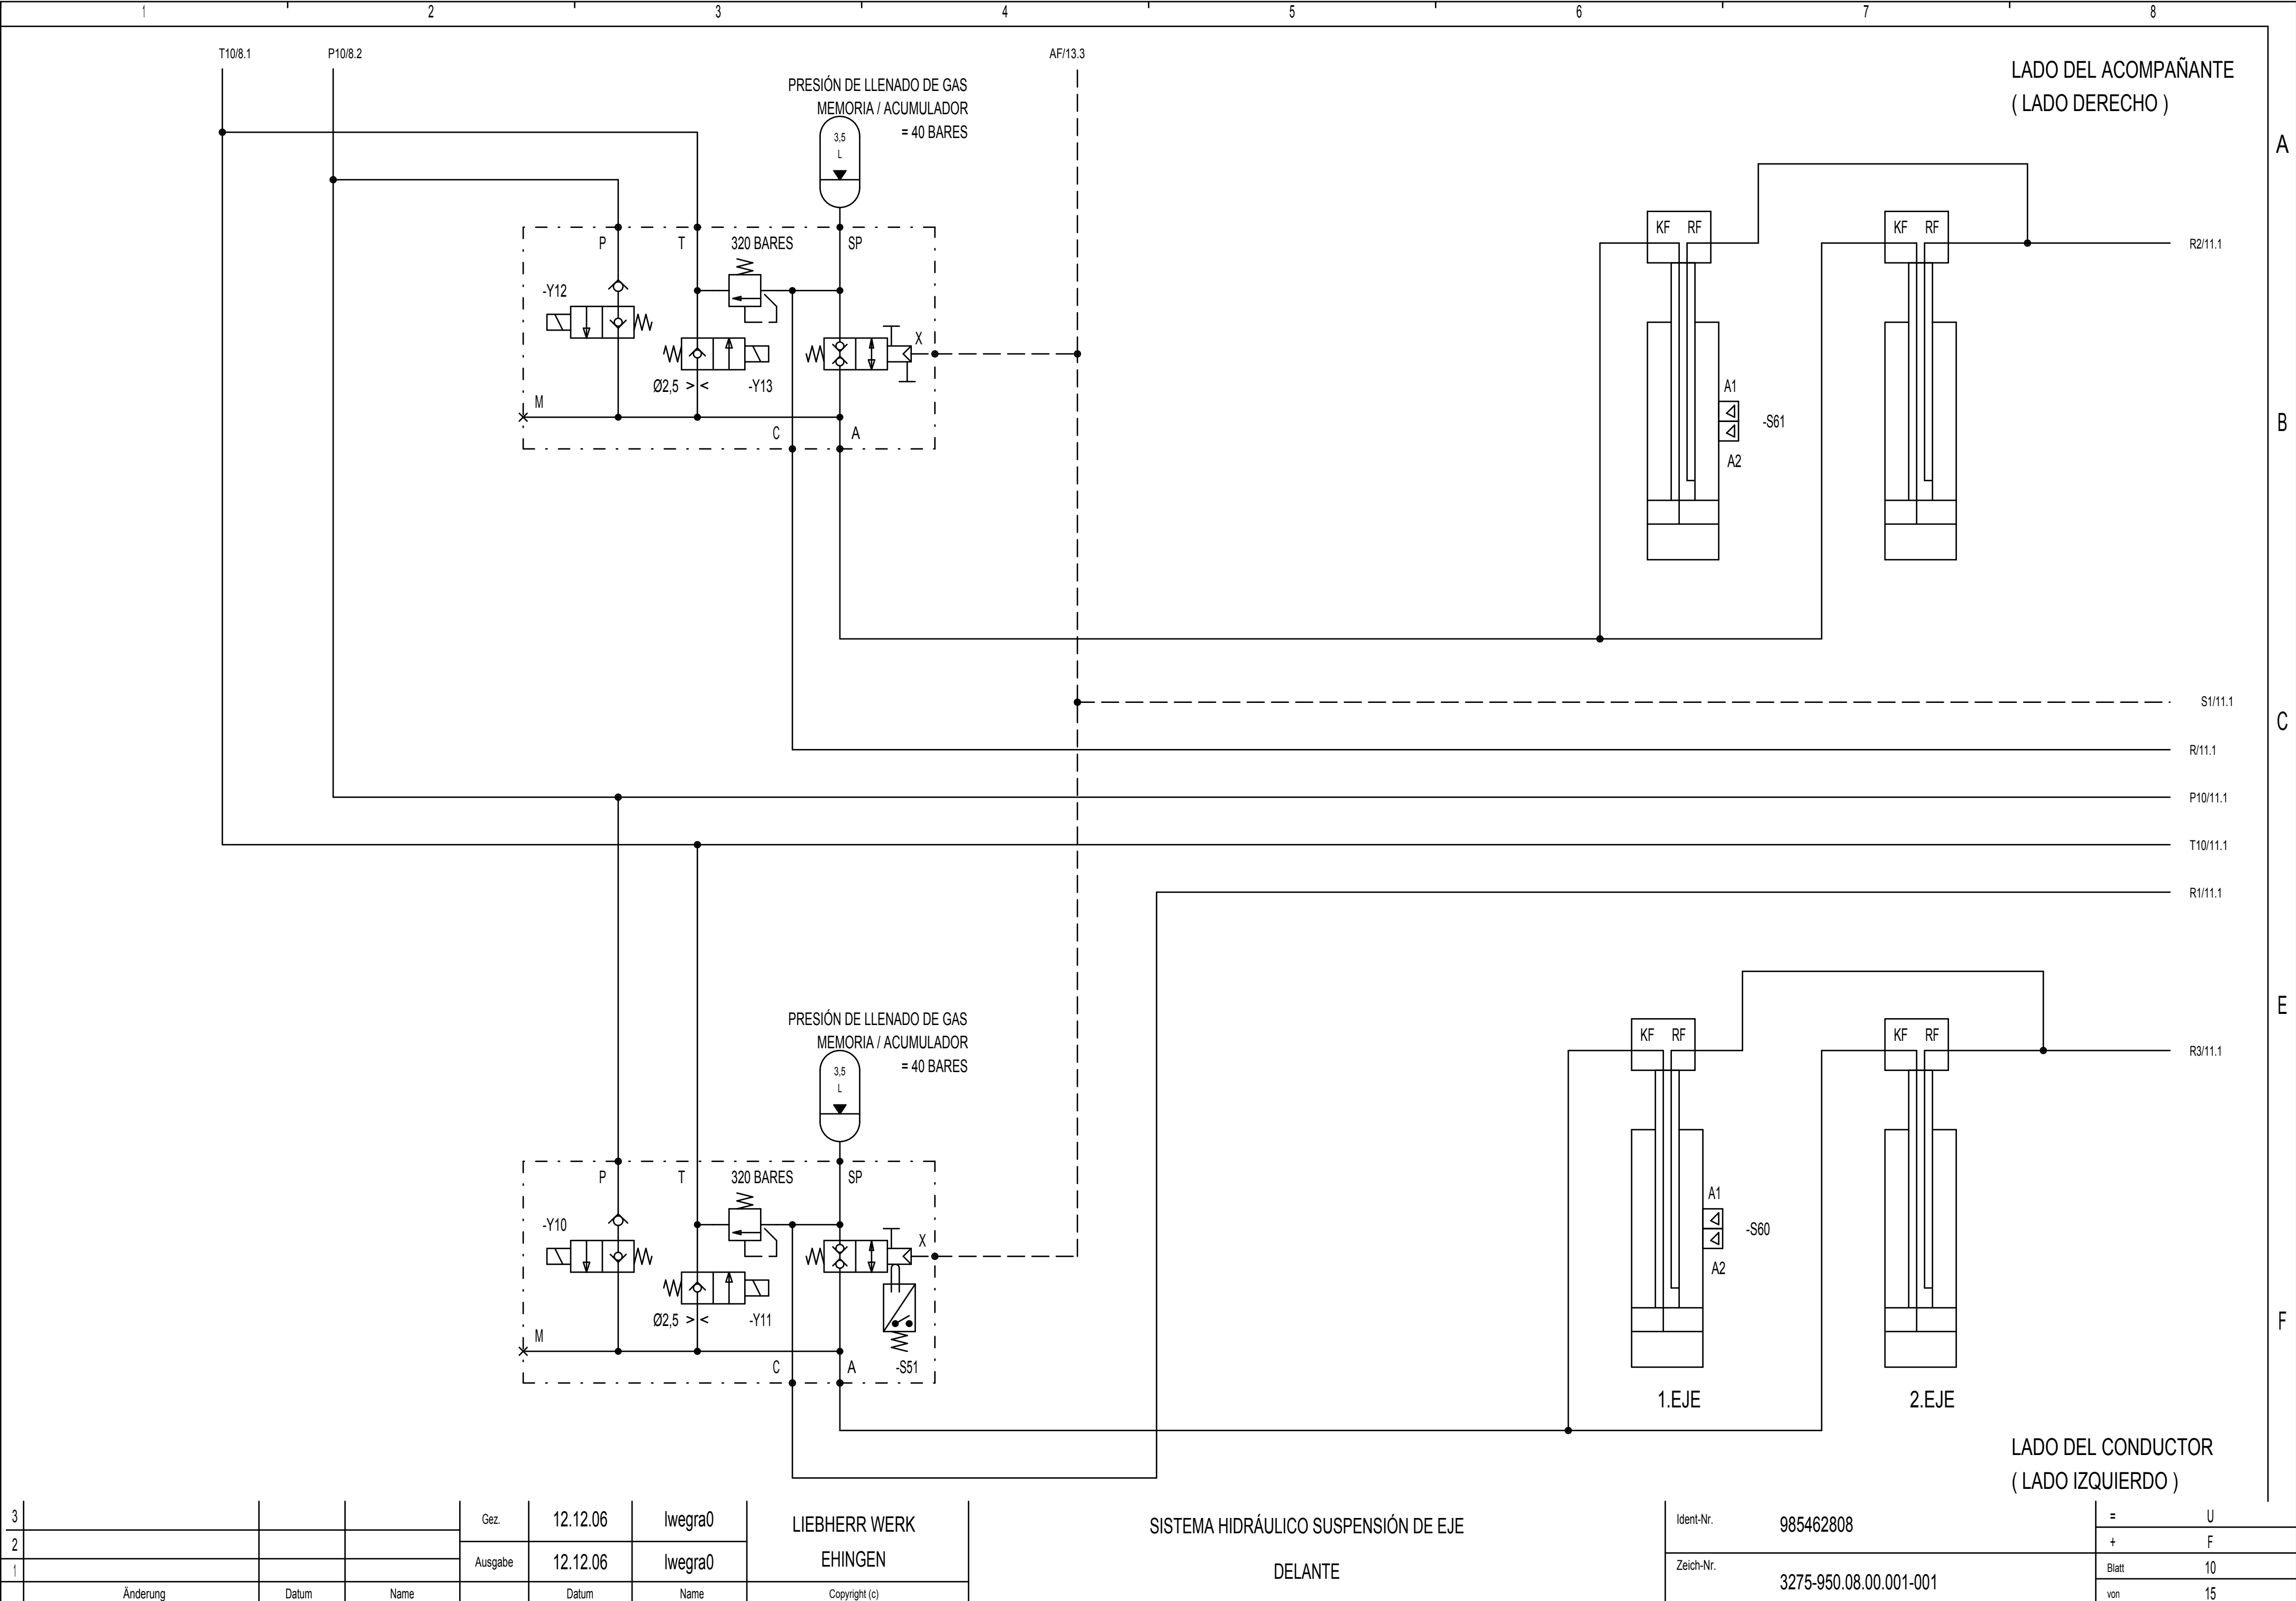 1 2 3 4 5 6 7 8
T10/8.1
P10/8.2
AF/13.3
PRESIÓN DE LLENADO DE GAS
MEMORIA / ACUMULADOR
= 40 BARES
3,5
L
LADO DEL ACOMPAÑANTE
( LADO DERECHO )
A
P
T
320 BARES
SP
-Y12
X
Ø2,5 > <
-Y13
M
C
A
KF RF
KF RF
R2/11.1
A1
-S61
A2
B
S1/11.1
C
R/11.1
P10/11.1
T10/11.1
R1/11.1
PRESIÓN DE LLENADO DE GAS
MEMORIA / ACUMULADOR
= 40 BARES
3,5
L
E
P
T
320 BARES
SP
-Y10
X
Ø2,5 > <
-Y11
M
C
A
-S51
KF RF
KF RF
R3/11.1
A1
-S60
A2
F
1.EJE
2.EJE
LADO DEL CONDUCTOR
( LADO IZQUIERDO )
3
2
1
Änderung
Datum
Name
Gez.
12.12.06
lwegra0
Ausgabe
12.12.06
lwegra0
Datum
Name
LIEBHERR WERK
EHINGEN
Copyright (c)
SISTEMA HIDRÁULICO SUSPENSIÓN DE EJE
DELANTE
Ident-Nr.
985462808
Zeich-Nr.
3275-950.08.00.001-001
= U
+ F
Blatt 10
von 15